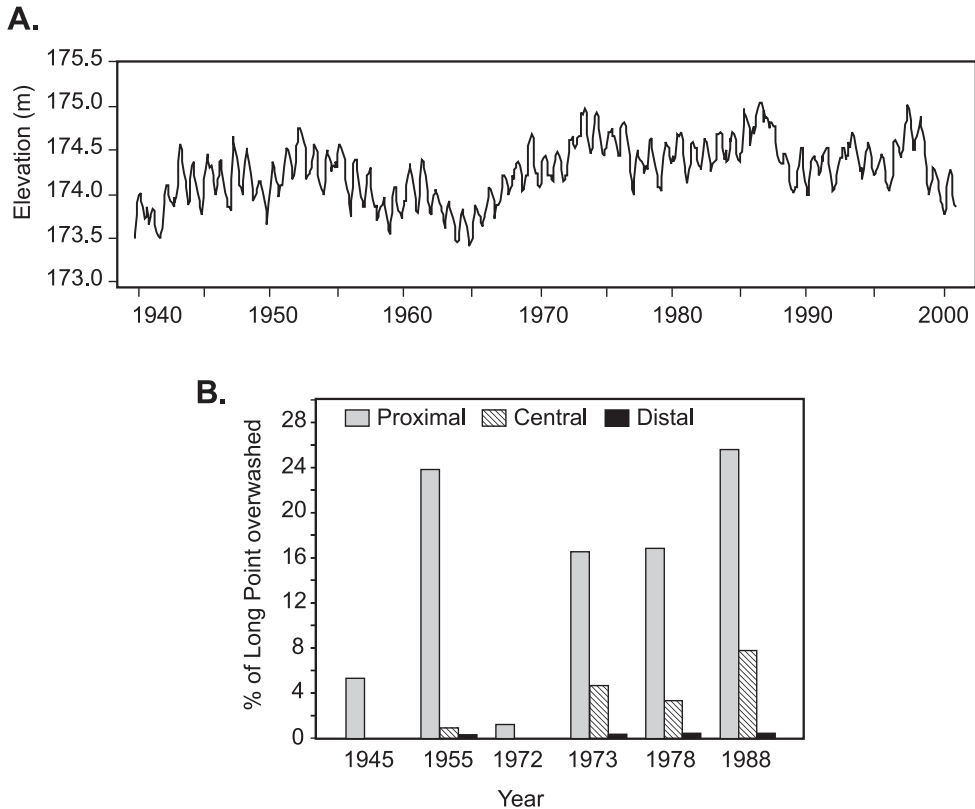 A.
Elevation (m)
175.5
175.0
174.5
174.0
173.5
173.0
1940 1950 1960 1970 1980 1990 2000
B.
% of Long Point overwashed
Proximal Central Distal
28
24
20
16
12
8
4
0
1945 1955 1972 1973 1978 1988
Year